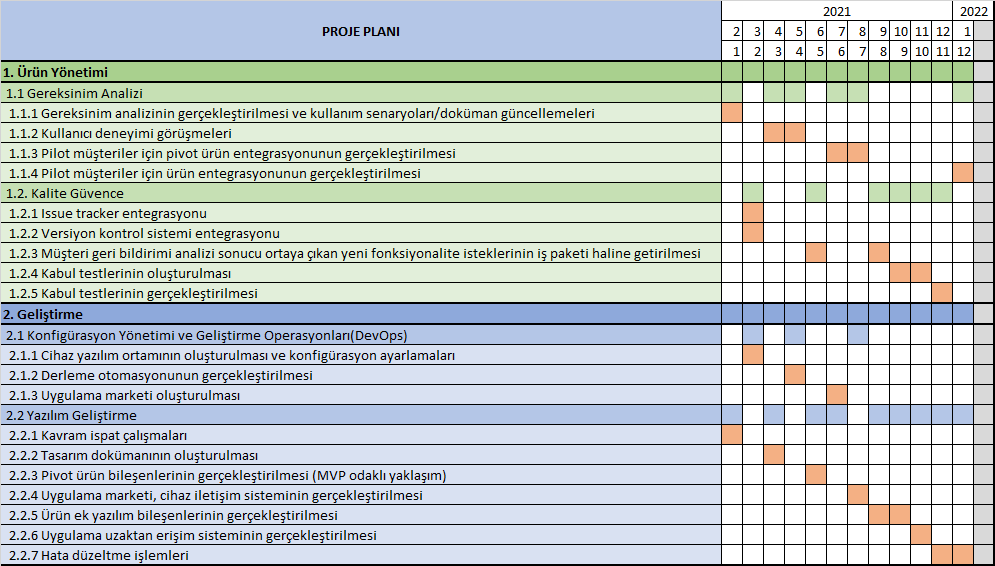 PROJE PLANI
2021 2022
2 3 4 5 6 7 8 9 10 11 12 1
1 2 3 4 5 6 7 8 9 10 11 12
1. Ürün Yönetimi
1.1 Gereksinim Analizi
1.1.1 Gereksinim analizinin gerçekleştirilmesi ve kullanım senaryoları/doküman güncellemeleri
1.1.2 Kullanıcı deneyimi görüşmeleri
1.1.3 Pilot müşteriler için pivot ürün entegrasyonunun gerçekleştirilmesi
1.1.4 Pilot müşteriler için ürün entegrasyonunun gerçekleştirilmesi
1.2. Kalite Güvence
1.2.1 Issue tracker entegrasyonu
1.2.2 Versiyon kontrol sistemi entegrasyonu
1.2.3 Müşteri geri bildirimi analizi sonucu ortaya çıkan yeni fonksiyonalite isteklerinin iş paketi haline getirilmesi
1.2.4 Kabul testlerinin oluşturulması
1.2.5 Kabul testlerinin gerçekleştirilmesi
2. Geliştirme
2.1 Konfigürasyon Yönetimi ve Geliştirme Operasyonları(DevOps)
2.1.1 Cihaz yazılım ortamının oluşturulması ve konfigürasyon ayarlamaları
2.1.2 Derleme otomasyonunun gerçekleştirilmesi
2.1.3 Uygulama marketi oluşturulması
2.2 Yazılım Geliştirme
2.2.1 Kavram ispat çalışmaları
2.2.2 Tasarım dokümanının oluşturulması
2.2.3 Pivot ürün bileşenlerinin gerçekleştirilmesi (MVP odaklı yaklaşım)
2.2.4 Uygulama marketi, cihaz iletişim sisteminin gerçekleştirilmesi
2.2.5 Ürün ek yazılım bileşenlerinin gerçekleştirilmesi
2.2.6 Uygulama uzaktan erişim sisteminin gerçekleştirilmesi
2.2.7 Hata düzeltme işlemleri